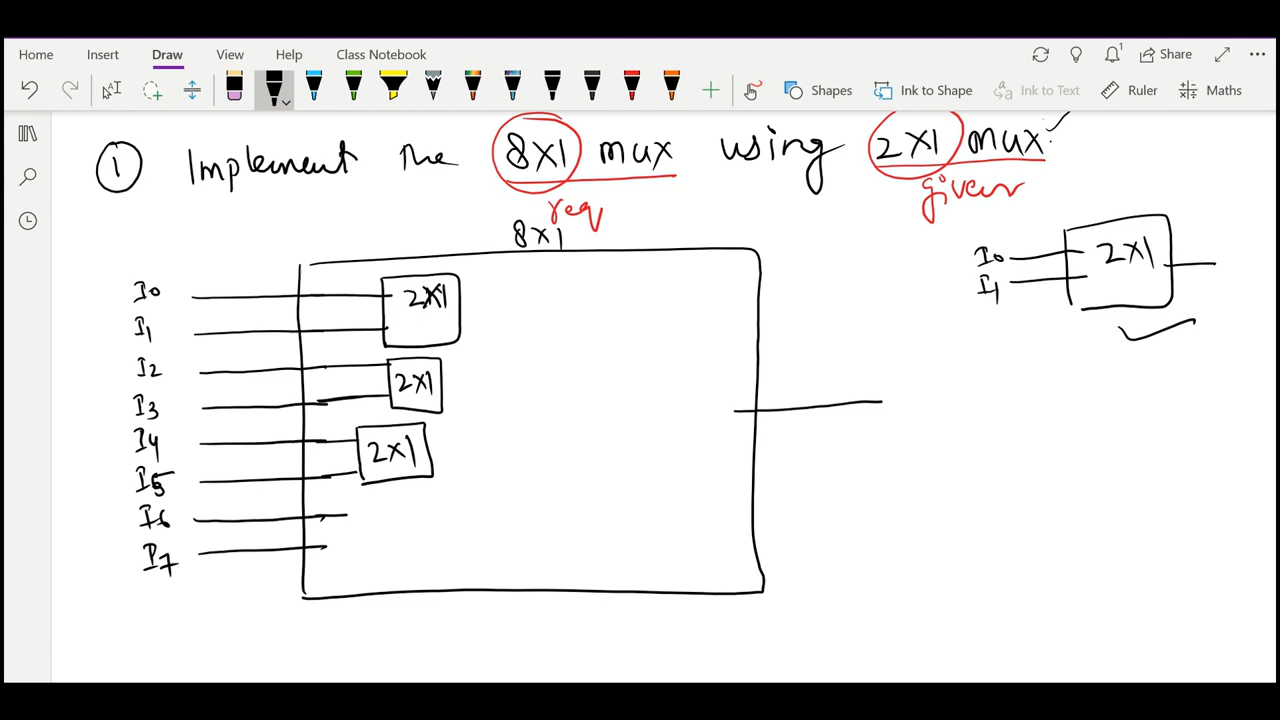 Home Insert Draw View Help Class Notebook Share
Shapes Ink to Shape Ink to Text Ruler Maths
① Implement the 8x1 mux using 2x1 mux.
req given
8x1
I0 2x1
I1
I2 2x1
I3
I4 2x1
I5
I6
I7
I0 2x1
I1